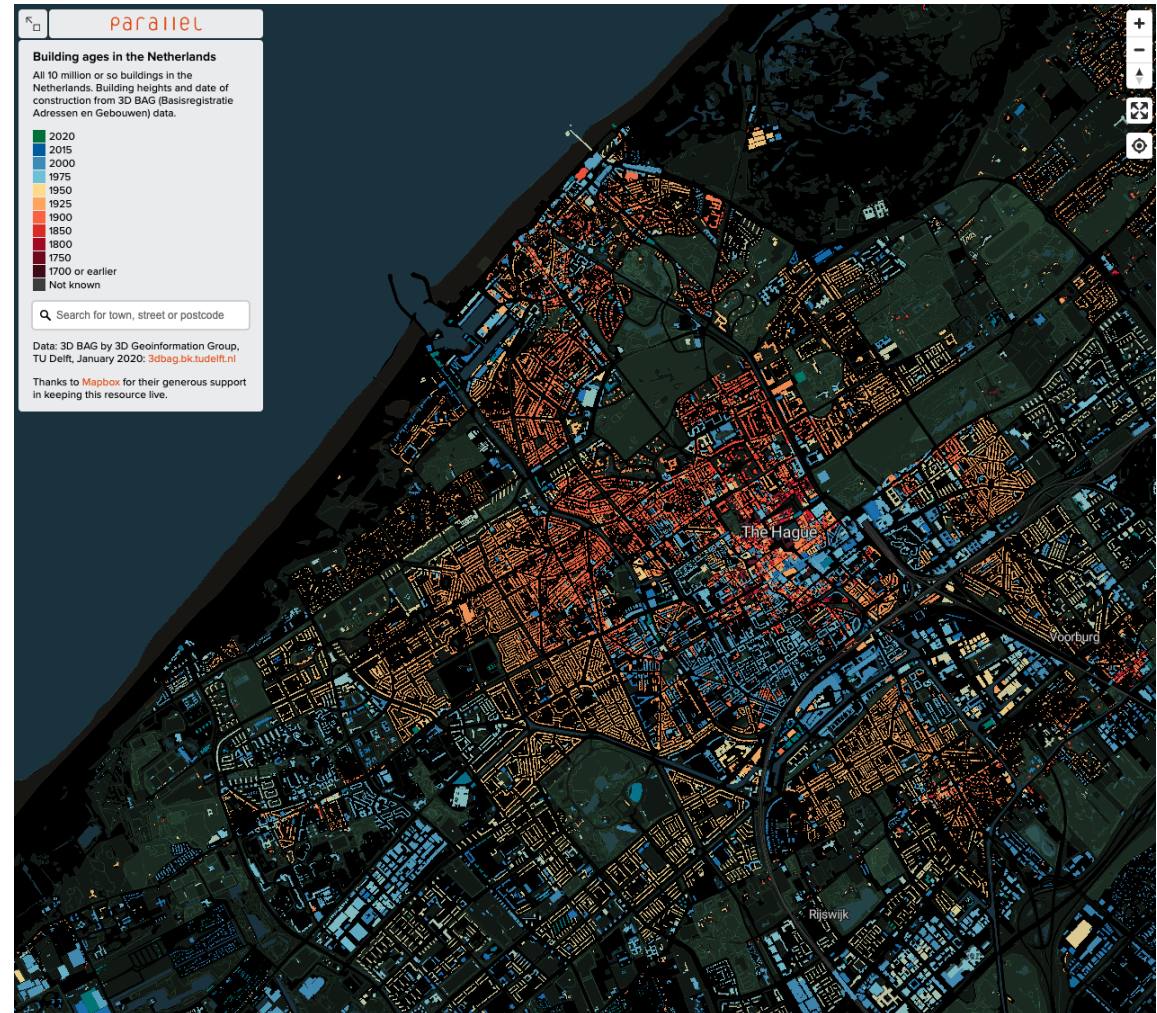 parallel
Building ages in the Netherlands
All 10 million or so buildings in the
Netherlands. Building heights and date of
construction from 3D BAG (Basisregistratie
Adressen en Gebouwen) data.
2020
2015
2000
1975
1950
1925
1900
1850
1800
1750
1700 or earlier
Not known
Search for town, street or postcode
Data: 3D BAG by 3D Geoinformation Group,
TU Delft, January 2020: 3dbag.bk.tudelft.nl
Thanks to Mapbox for their generous support
in keeping this resource live.
The Hague
Voorburg
Rijswijk